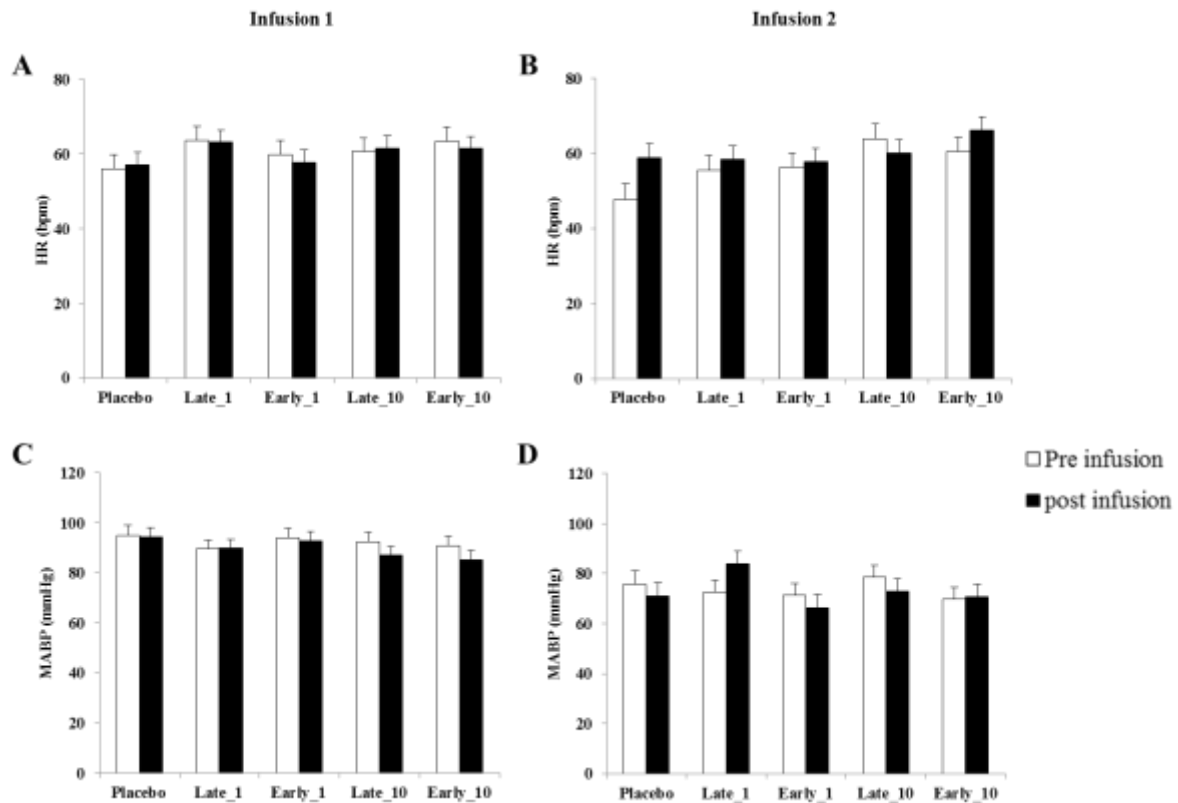 Infusion 1
Infusion 2
A
80
60
40
20
0
HR (bpm)
Placebo Late_1 Early_1 Late_10 Early_10
B
80
60
40
20
0
HR (bpm)
Placebo Late_1 Early_1 Late_10 Early_10
C
120
100
80
60
40
20
0
MABP (mmHg)
Placebo Late_1 Early_1 Late_10 Early_10
D
120
100
80
60
40
20
0
MABP (mmHg)
Placebo Late_1 Early_1 Late_10 Early_10
Pre infusion
post infusion